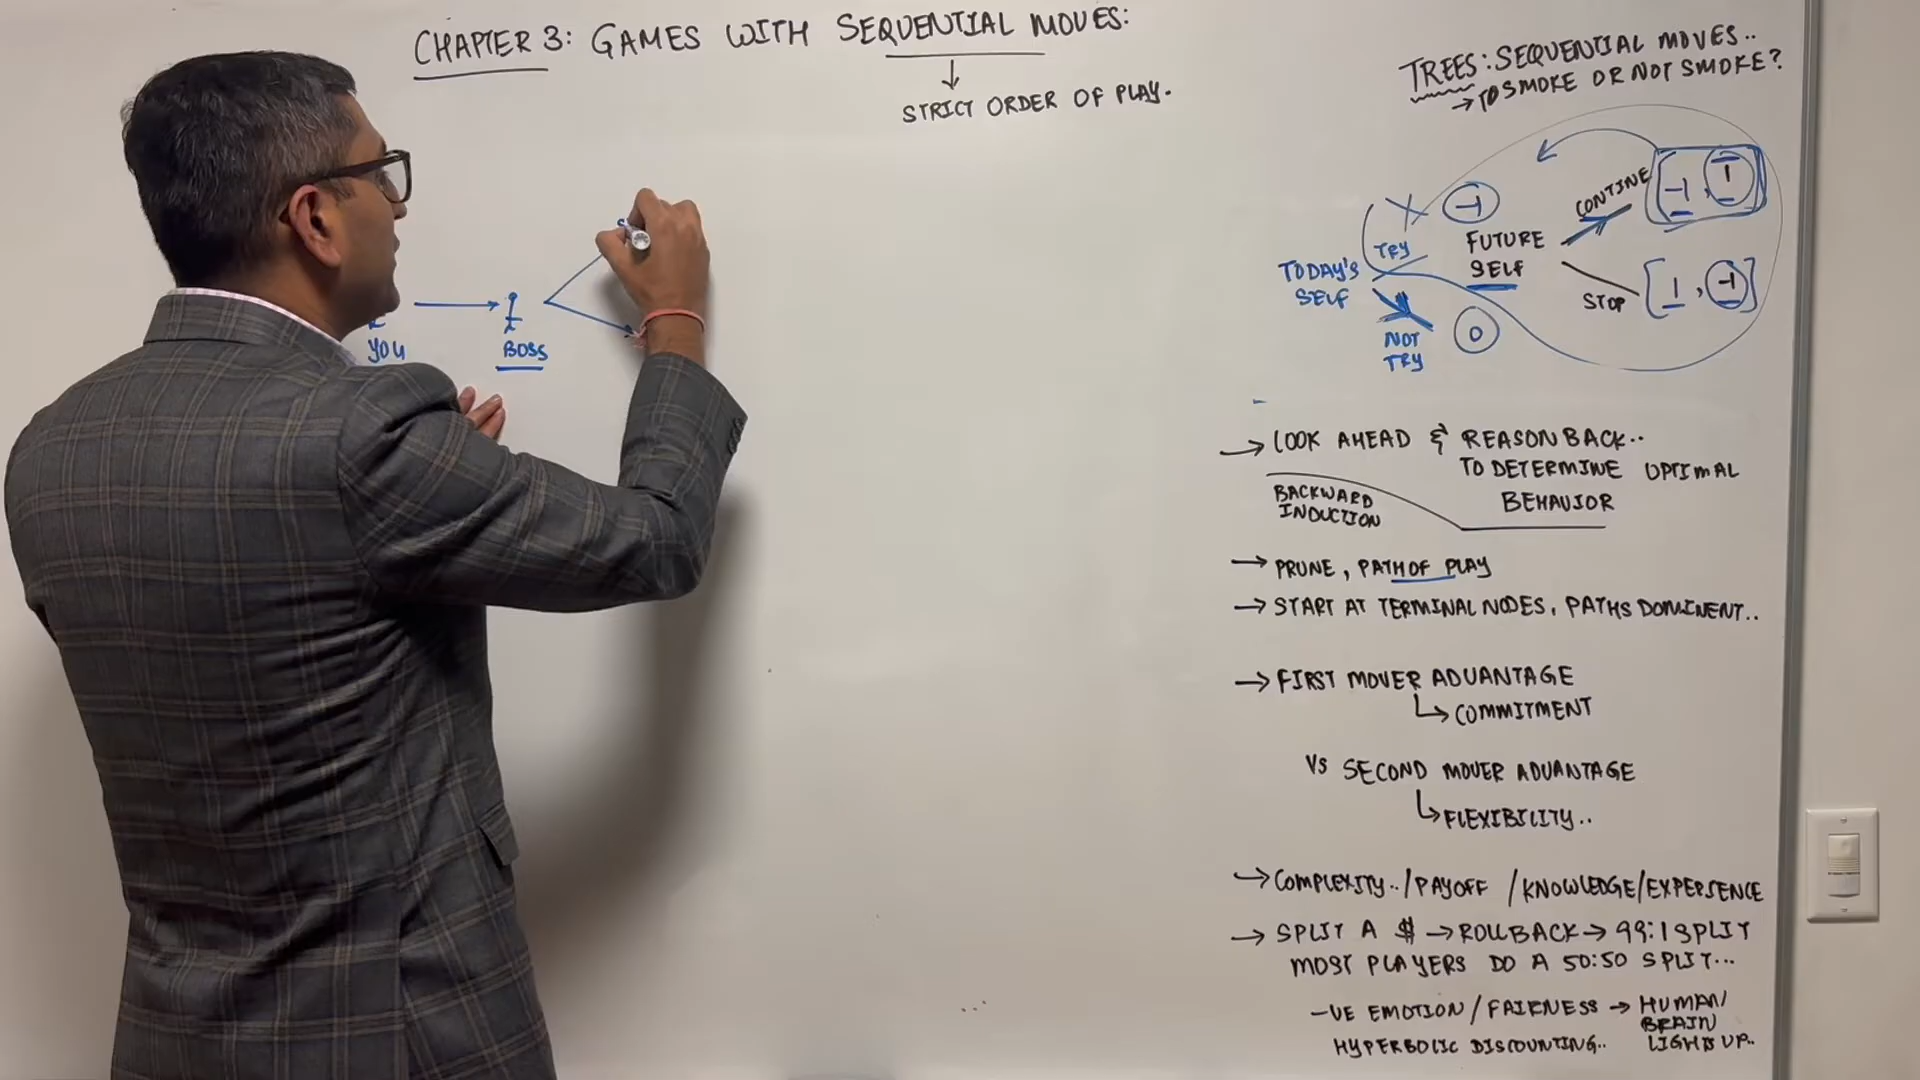 CHAPTER 3: GAMES WITH SEQUENTIAL MOVES:
STRICT ORDER OF PLAY.
YOU
BOSS
TREES: SEQUENTIAL MOVES..
→ TO SMOKE OR NOT SMOKE?
TODAY'S
SELF
TRY
-1
NOT
TRY
0
FUTURE
SELF
CONTINE
[-1, 1]
STOP
[1, -1]
→ LOOK AHEAD & REASON BACK..
TO DETERMINE OPTIMAL
BEHAVIOR
BACKWARD
INDUCTION
→ PRUNE, PATH OF PLAY
→ START AT TERMINAL NODES, PATHS DOMINENT..
→ FIRST MOVER ADVANTAGE
↳ COMMITMENT
VS SECOND MOVER ADVANTAGE
↳ FLEXIBILITY..
→ COMPLEXITY../PAYOFF /KNOWLEDGE/EXPERIENCE
→ SPLIT A $ → ROLLBACK → 99:1 SPLIT
MOST PLAYERS DO A 50:50 SPLIT...
-VE EMOTION/FAIRNESS → HUMAN
BRAIN
LIGHTS UP..
HYPERBOLIC DISCOUNTING..